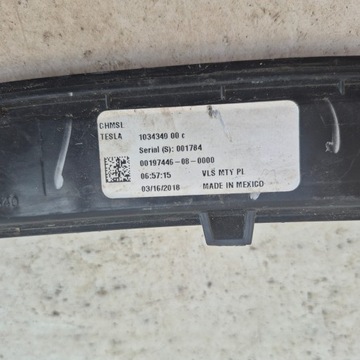 CHMSL
TESLA 1034349 00 c
Serial (S): 001784
00197446-08-0000
06:57:15 VLS MTY PL
03/16/2018 MADE IN MEXICO